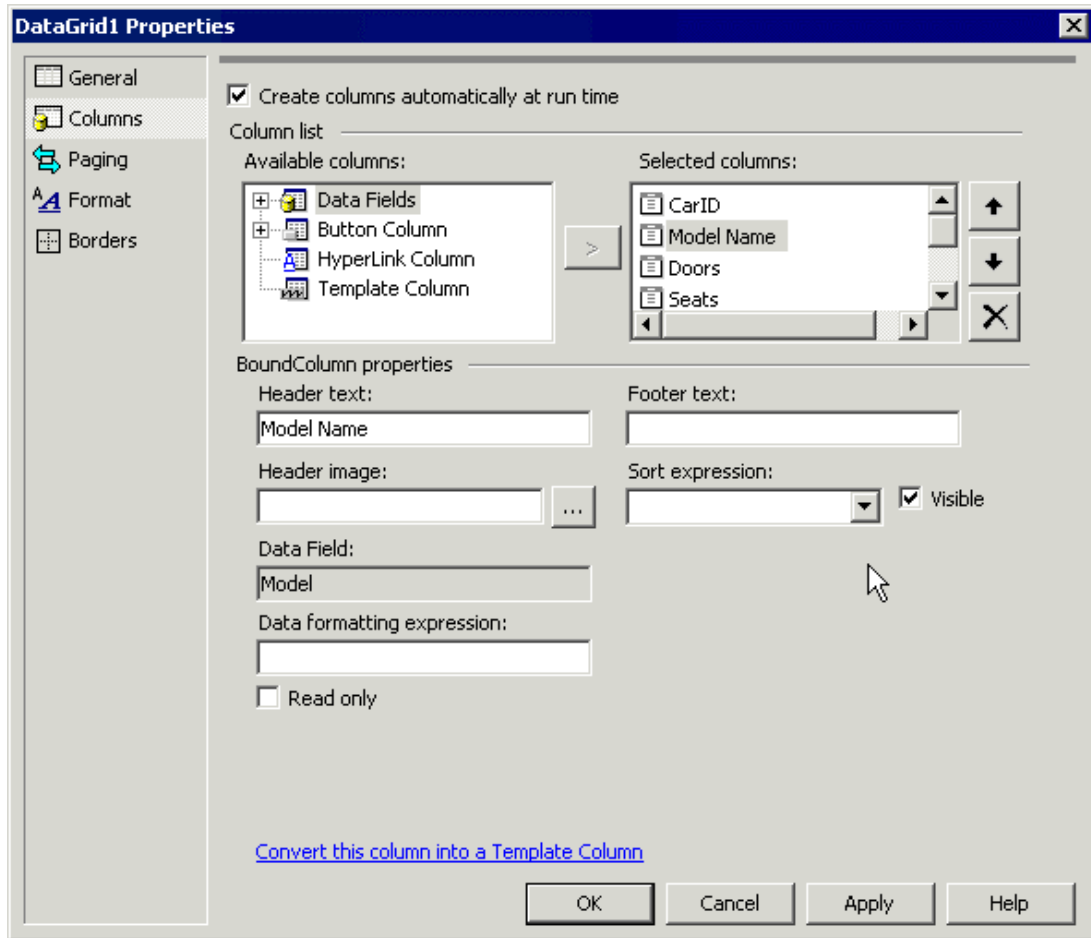 DataGrid1 Properties
General
Columns
Paging
Format
Borders
Create columns automatically at run time
Column list
Available columns:
Data Fields
Button Column
HyperLink Column
Template Column
>
Selected columns:
CarID
Model Name
Doors
Seats
BoundColumn properties
Header text:
Model Name
Footer text:
Header image:
...
Sort expression:
Visible
Data Field:
Model
Data formatting expression:
Read only
Convert this column into a Template Column
OK
Cancel
Apply
Help